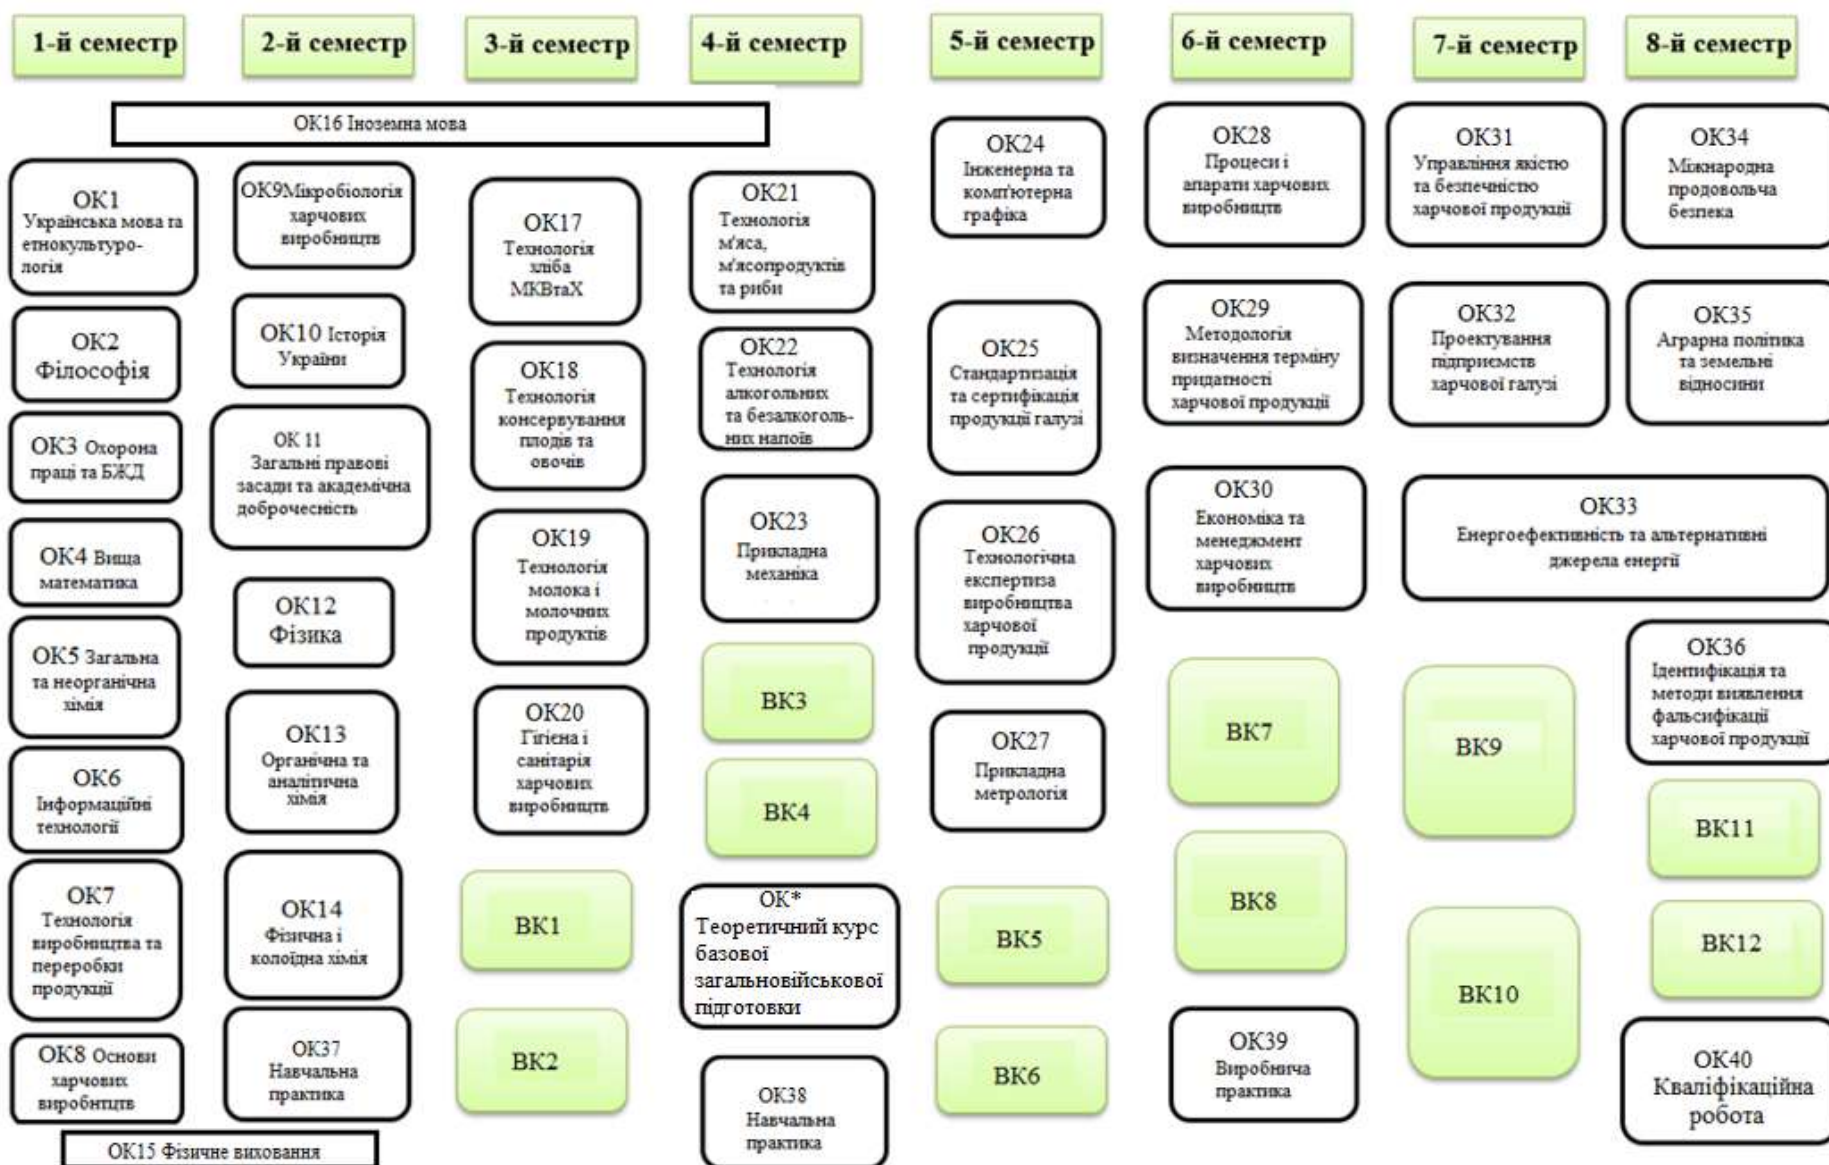 1-й семестр
2-й семестр
3-й семестр
4-й семестр
5-й семестр
6-й семестр
7-й семестр
8-й семестр
ОК16 Іноземна мова
ОК1
Українська мова та
етнокультуро-
логія
ОК2
Філософія
ОК3 Охорона
праці та БЖД
ОК4 Вища
математика
ОК5 Загальна
та неорганічна
хімія
ОК6
Інформаційні
технології
ОК7
Технологія
виробництва та
переробки
продукції
ОК8 Основи
харчових
виробнтцтв
ОК15 Фізичне виховання
ОК9Мікробіологія
харчових
виробництв
ОК10 Історія
України
ОК 11
Загальні правові
засади та академічна
доброчесність
ОК12
Фізика
ОК13
Органічна та
аналітична
хімія
ОК14
Фізична і
колоїдна хімія
ОК37
Навчальна
практика
ОК17
Технологія
хліба
МКВтаХ
ОК18
Технологія
консервування
плодів та
овочів
ОК19
Технологія
молока і
молочних
продуктів
ОК20
Гігієна і
санітарія
харчових
виробництв
ВК1
ВК2
ОК21
Технологія
м'яса,
м'ясопродуктів
та риби
ОК22
Технологія
алкогольних
та безалкоголь-
них напоїв
ОК23
Прикладна
механіка
ВК3
ВК4
ОК*
Теоретичний курс
базової
загальновійськової
підготовки
ОК38
Навчальна
практика
ОК24
Інженерна та
комп'ютерна
графіка
ОК25
Стандартизація
та сертифікація
продукції галузі
ОК26
Технологічна
експертиза
виробництва
харчової
продукції
ОК27
Прикладна
метрологія
ВК5
ВК6
ОК28
Процеси і
апарати харчових
виробництв
ОК29
Методологія
визначення терміну
придатності
харчової продукції
ОК30
Економіка та
менеджмент
харчових
виробництв
ВК7
ВК8
ОК39
Виробнича
практика
ОК31
Управління якістю
та безпечністю
харчової продукції
ОК32
Проектування
підприємств
харчової галузі
ОК33
Енергоефективність та альтернативні
джерела енергії
ВК9
ВК10
ОК34
Міжнародна
продовольча
безпека
ОК35
Аграрна політика
та земельні
відносини
ОК36
Ідентифікація та
методи виявлення
фальсифікації
харчової продукції
ВК11
ВК12
ОК40
Кваліфікаційна
робота